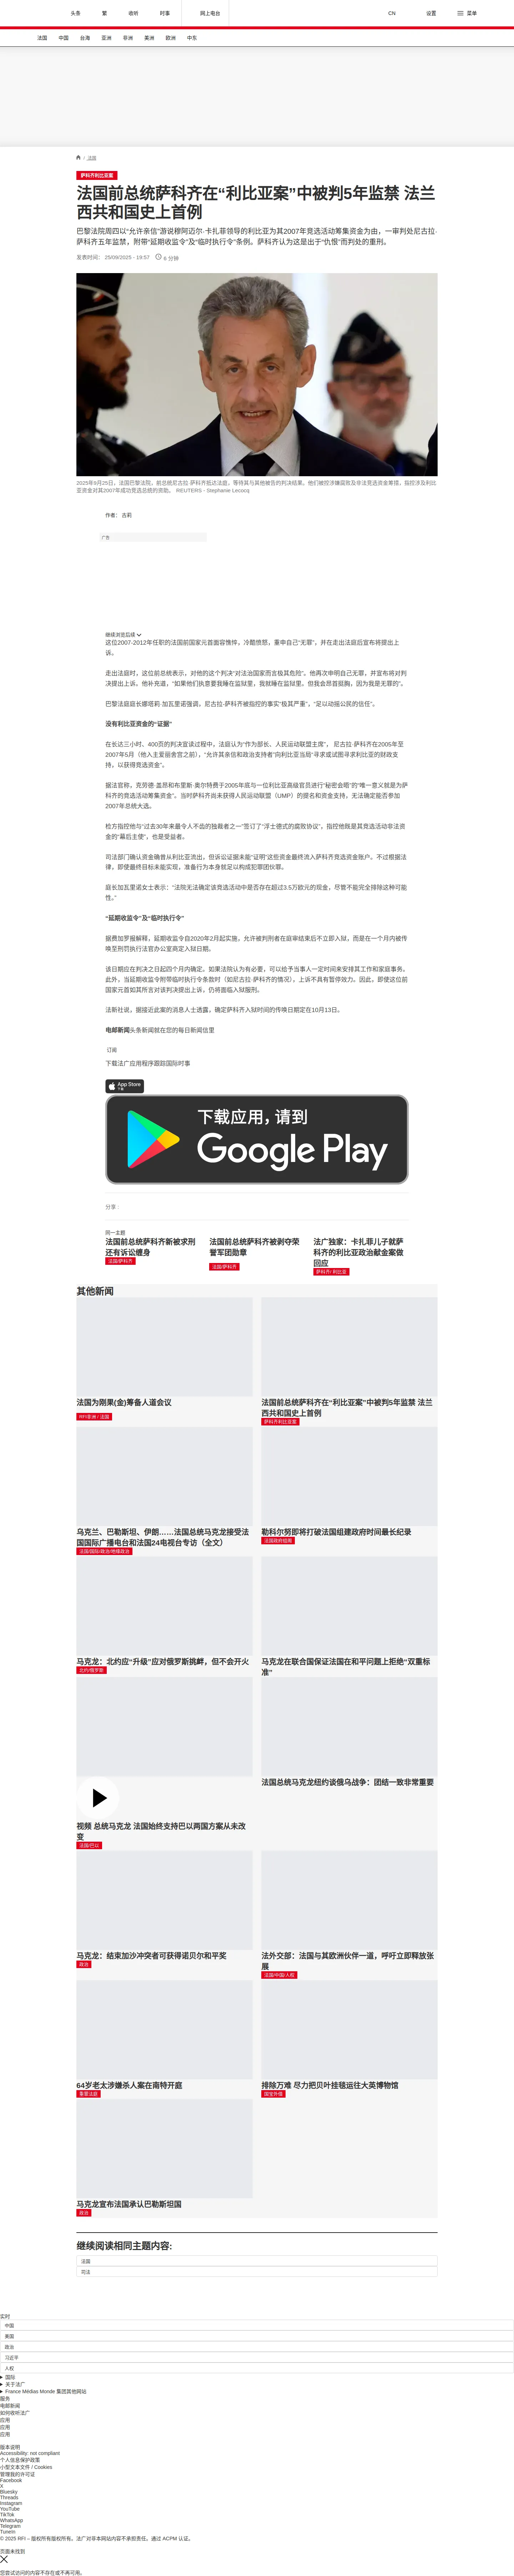 头条
繁
收听
时事
网上电台
CN
设置
菜单
法国
中国
台海
亚洲
非洲
美洲
欧洲
中东
/ 法国
萨科齐利比亚案
法国前总统萨科齐在“利比亚案”中被判5年监禁 法兰
西共和国史上首例
巴黎法院周四以“允许亲信”游说穆阿迈尔·卡扎菲领导的利比亚为其2007年竞选活动筹集资金为由，一审判处尼古拉·
萨科齐五年监禁，附带“延期收监令”及“临时执行令”条例。萨科齐认为这是出于“仇恨”而判处的重刑。
发表时间： 25/09/2025 - 19:57
6 分钟
2025年9月25日，法国巴黎法院，前总统尼古拉·萨科齐抵达法庭，等待其与其他被告的判决结果。他们被控涉嫌腐败及非法竞选资金筹措，指控涉及利比
亚资金对其2007年成功竞选总统的资助。 REUTERS - Stephanie Lecocq
作者： 古莉
广告
继续浏览后续
这位2007-2012年任职的法国前国家元首面容憔悴，冷酷愤怒，重申自己“无罪”，并在走出法庭后宣布将提出上
诉。
走出法庭时，这位前总统表示，对他的这个判决“对法治国家而言极其危险”。他再次申明自己无罪，并宣布将对判
决提出上诉。他补充道，“如果他们执意要我睡在监狱里，我就睡在监狱里。但我会昂首挺胸，因为我是无罪的”。
巴黎法庭庭长娜塔莉·加瓦里诺强调，尼古拉·萨科齐被指控的事实“极其严重”，“足以动摇公民的信任”。
没有利比亚资金的“证据”
在长达三小时、400页的判决宣读过程中，法庭认为“作为部长、人民运动联盟主席”， 尼古拉·萨科齐在2005年至
2007年5月（他入主爱丽舍宫之前），“允许其亲信和政治支持者”向利比亚当局“寻求或试图寻求利比亚的财政支
持，以获得竞选资金”。
据法官称，克劳德·盖昂和布里斯·奥尔特费于2005年底与一位利比亚高级官员进行“秘密会晤”的“唯一意义就是为萨
科齐的竞选活动筹集资金”。当时萨科齐尚未获得人民运动联盟（UMP）的提名和资金支持，无法确定能否参加
2007年总统大选。
检方指控他与“过去30年来最令人不齿的独裁者之一”签订了“浮士德式的腐败协议”，指控他既是其竞选活动非法资
金的“幕后主使”，也是受益者。
司法部门确认资金确曾从利比亚流出，但诉讼证据未能“证明”这些资金最终流入萨科齐竞选资金账户。不过根据法
律，即使最终目标未能实现，准备行为本身就足以构成犯罪团伙罪。
庭长加瓦里诺女士表示；“法院无法确定该竞选活动中是否存在超过3.5万欧元的现金，尽管不能完全排除这种可能
性。”
“延期收监令”及“临时执行令”
据费加罗报解释，延期收监令自2020年2月起实施，允许被判刑者在庭审结束后不立即入狱，而是在一个月内被传
唤至刑罚执行法官办公室商定入狱日期。
该日期应在判决之日起四个月内确定。如果法院认为有必要，可以给予当事人一定时间来安排其工作和家庭事务。
此外，当延期收监令附带临时执行令条款时（如尼古拉·萨科齐的情况），上诉不具有暂停效力。因此，即使这位前
国家元首如其所言对该判决提出上诉，仍将面临入狱服刑。
法新社说，据接近此案的消息人士透露，确定萨科齐入狱时间的传唤日期定在10月13日。
电邮新闻头条新闻就在您的每日新闻信里
订阅
下载法广应用程序跟踪国际时事
App Store
下载
下载应用，请到
Google Play
分享 :
同一主题
法国前总统萨科齐新被求刑
还有诉讼缠身
法国/萨科齐
法国前总统萨科齐被剥夺荣
誉军团勋章
法国/萨科齐
法广独家：卡扎菲儿子就萨
科齐的利比亚政治献金案做
回应
萨科齐/ 利比亚
其他新闻
法国为刚果(金)筹备人道会议
RFI非洲 / 法国
法国前总统萨科齐在“利比亚案”中被判5年监禁 法兰
西共和国史上首例
萨科齐利比亚案
乌克兰、巴勒斯坦、伊朗……法国总统马克龙接受法
国国际广播电台和法国24电视台专访（全文）
法国/国际/政治/地缘政治
勒科尔努即将打破法国组建政府时间最长纪录
法国政府组阁
马克龙：北约应“升级”应对俄罗斯挑衅，但不会开火
北约/俄罗斯
马克龙在联合国保证法国在和平问题上拒绝“双重标
准”
视频 总统马克龙 法国始终支持巴以两国方案从未改
变
法国/巴以
法国总统马克龙纽约谈俄乌战争：团结一致非常重要
马克龙：结束加沙冲突者可获得诺贝尔和平奖
政治
法外交部：法国与其欧洲伙伴一道，呼吁立即释放张
展
法国/中国/人权
64岁老太涉嫌杀人案在南特开庭
重要法庭
排除万难 尽力把贝叶挂毯运往大英博物馆
国宝外借
马克龙宣布法国承认巴勒斯坦国
政治
继续阅读相同主题内容:
法国
司法
实时
中国
美国
政治
习近平
人权
国际
关于法广
France Médias Monde 集团其他网站
服务
电邮新闻
如何收听法广
应用
应用
应用
版本说明
Accessibility: not compliant
个人信息保护政策
小型文本文件 / Cookies
管理我的许可证
Facebook
X
Bluesky
Threads
Instagram
YouTube
TikTok
WhatsApp
Telegram
TuneIn
© 2025 RFI – 版权所有版权所有。法广对非本网站内容不承担责任。通过 ACPM 认证。
页面未找到
您尝试访问的内容不存在或不再可用。